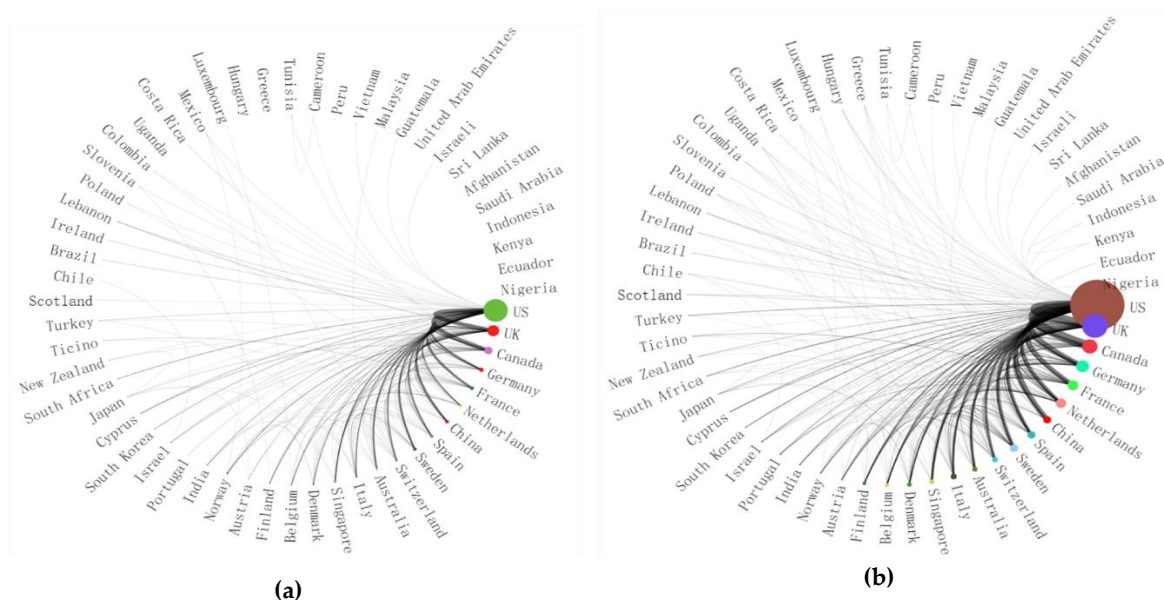 Luxembourg
Hungary
Greece
Tunisia
Cameroon
Peru
Vietnam
Malaysia
Guatemala
United Arab Emirates
Israeli
Sri Lanka
Afghanistan
Saudi Arabia
Indonesia
Kenya
Ecuador
Nigeria
US
UK
Canada
Germany
France
Netherlands
China
Spain
Sweden
Switzerland
Australia
Italy
Singapore
Denmark
Belgium
Finland
Austria
Norway
India
Portugal
Israel
South Korea
Cyprus
Japan
South Africa
New Zealand
Ticino
Turkey
Scotland
Chile
Brazil
Ireland
Lebanon
Poland
Slovenia
Colombia
Uganda
Costa Rica
Mexico
(a)
Luxembourg
Hungary
Greece
Tunisia
Cameroon
Peru
Vietnam
Malaysia
Guatemala
United Arab Emirates
Israeli
Sri Lanka
Afghanistan
Saudi Arabia
Indonesia
Kenya
Ecuador
Nigeria
US
UK
Canada
Germany
France
Netherlands
China
Spain
Sweden
Switzerland
Australia
Italy
Singapore
Denmark
Belgium
Finland
Austria
Norway
India
Portugal
Israel
South Korea
Cyprus
Japan
South Africa
New Zealand
Ticino
Turkey
Scotland
Chile
Brazil
Ireland
Lebanon
Poland
Slovenia
Colombia
Uganda
Costa Rica
Mexico
(b)